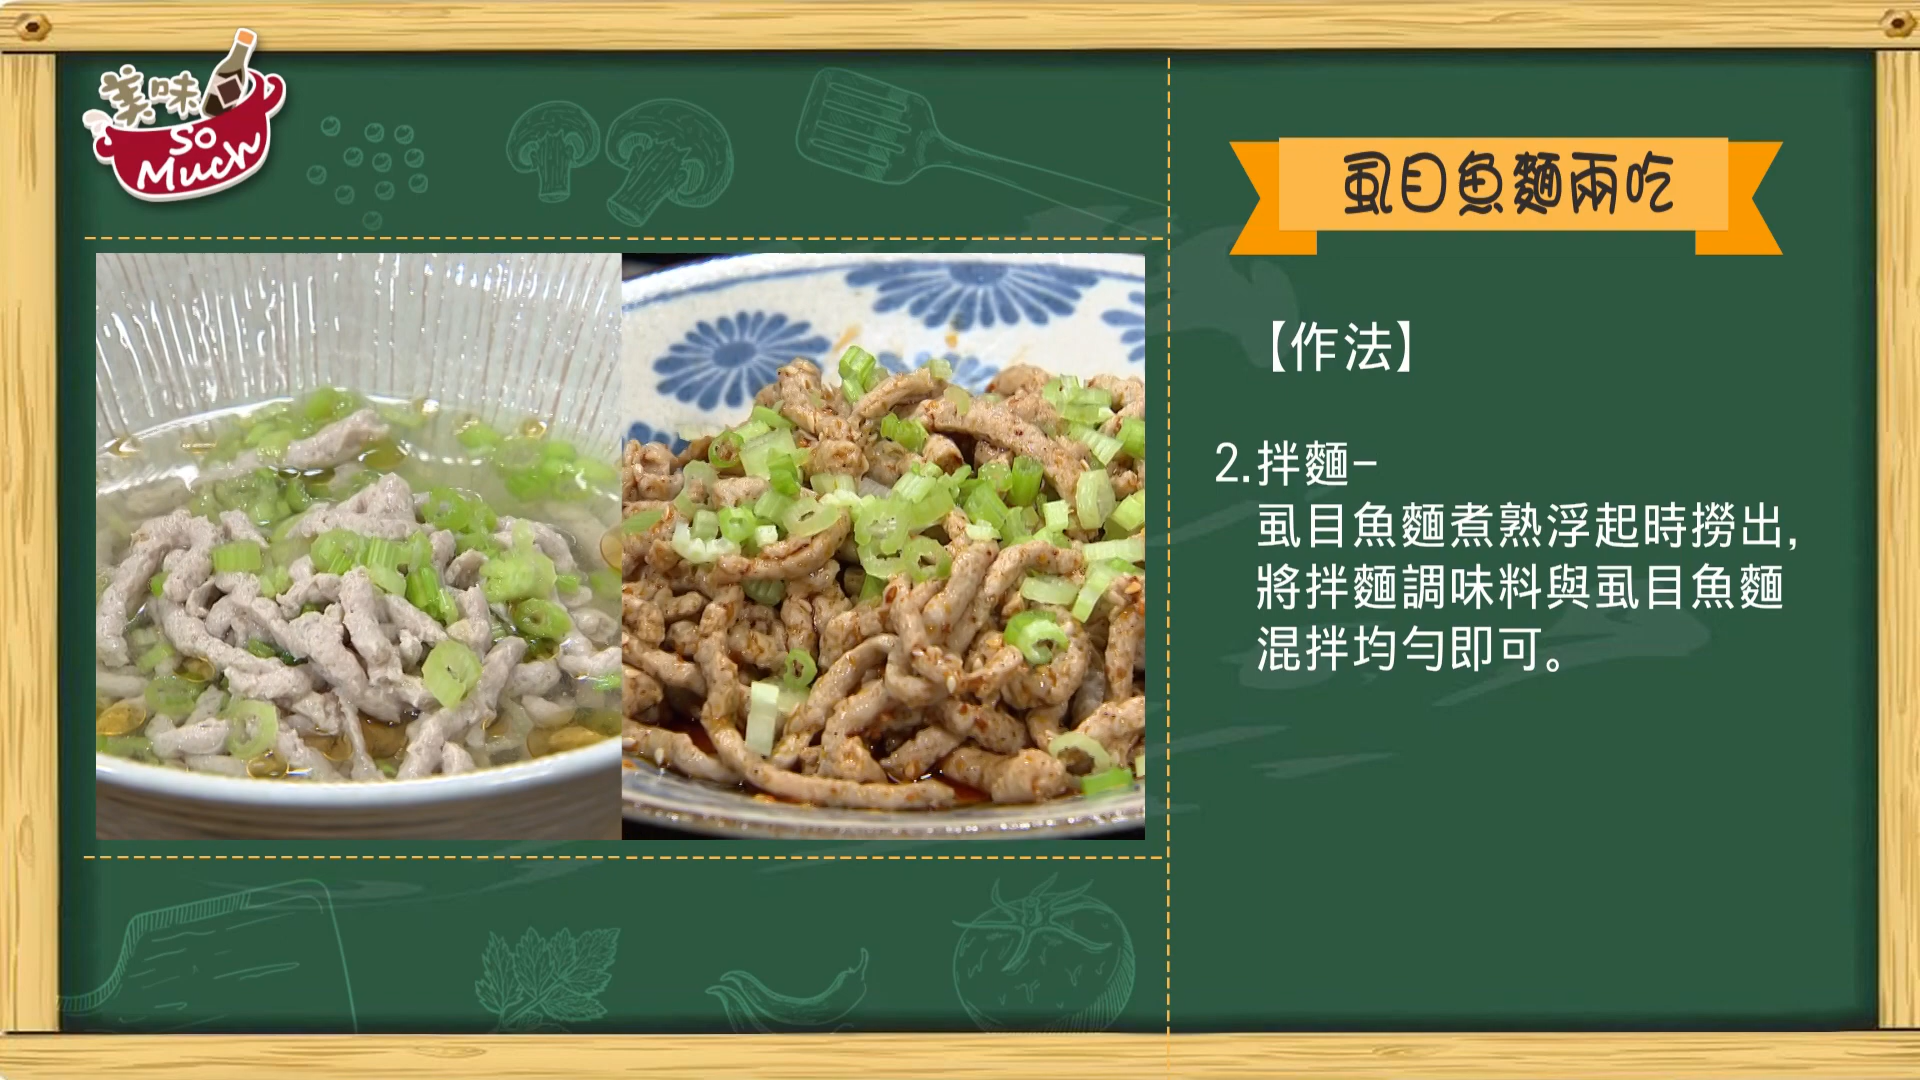 美味
SO
MucH
虱目魚麵兩吃
【作法】
2.拌麵-
虱目魚麵煮熟浮起時撈出,
將拌麵調味料與虱目魚麵
混拌均勻即可。